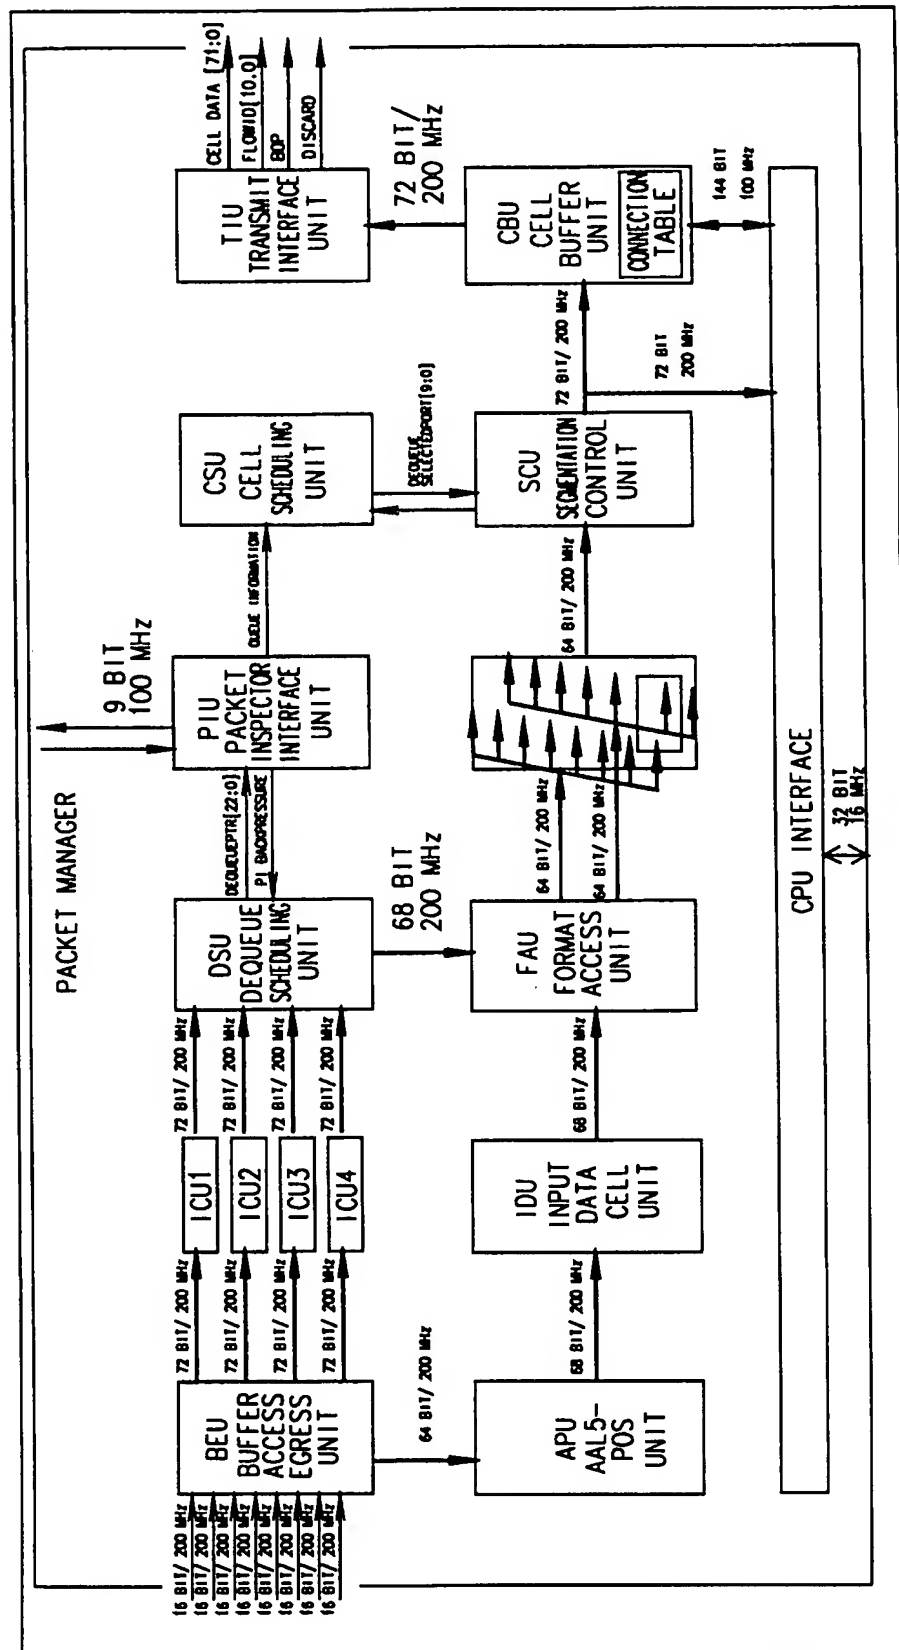 PACKET MANAGER
9 BIT
100 MHz
16 BIT/ 200 MHz
16 BIT/ 200 MHz
16 BIT/ 200 MHz
16 BIT/ 200 MHz
16 BIT/ 200 MHz
16 BIT/ 200 MHz
16 BIT/ 200 MHz
16 BIT/ 200 MHz
BEU
BUFFER
ACCESS
EGRESS
UNIT
72 BIT/ 200 MHz
72 BIT/ 200 MHz
72 BIT/ 200 MHz
72 BIT/ 200 MHz
ICU1
ICU2
ICU3
ICU4
72 BIT/ 200 MHz
72 BIT/ 200 MHz
72 BIT/ 200 MHz
72 BIT/ 200 MHz
DSU
DEQUEUE
SCHEDULING
UNIT
DEQUEUEPTR[22:0]
PI BACKPRESSURE
PIU
PACKET
INSPECTOR
INTERFACE
UNIT
QUEUE INFORMATION
CSU
CELL
SCHEDULING
UNIT
TIU
TRANSMIT
INTERFACE
UNIT
CELL DATA [71:0]
FLOWID[10.0]
BOP
DISCARD
64 BIT/ 200 MHz
68 BIT
200 MHz
DEQUEUE
SELECTEDPORT[9:0]
72 BIT/
200 MHz
APU
AAL5-
POS
UNIT
68 BIT/ 200 MHz
IDU
INPUT
DATA
CELL
UNIT
68 BIT/ 200 MHz
FAU
FORMAT
ACCESS
UNIT
64 BIT/ 200 MHz
64 BIT/ 200 MHz
64 BIT/ 200 MHz
SCU
SEGMENTATION
CONTROL
UNIT
72 BIT/ 200 MHz
CBU
CELL
BUFFER
UNIT
CONNECTION
TABLE
72 BIT
200 MHz
144 BIT
100 MHz
CPU INTERFACE
32 BIT
16 MHz